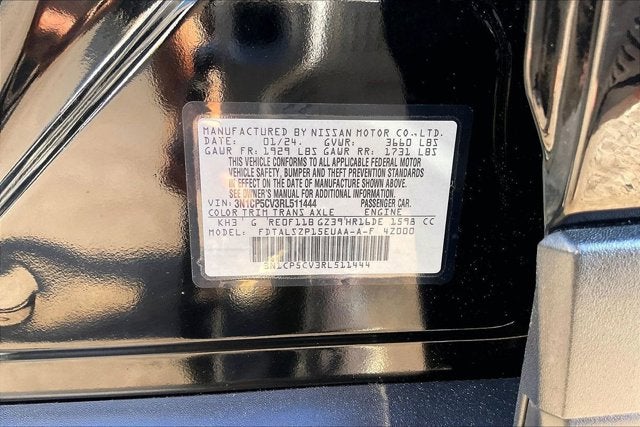 MANUFACTURED BY NISSAN MOTOR CO., LTD.
DATE: 01/24. GVWR: 3660 LBS
GAWR FR: 1929 LBS GAWR RR: 1731 LBS
THIS VEHICLE CONFORMS TO ALL APPLICABLE FEDERAL MOTOR
VEHICLE SAFETY, BUMPER AND THEFT PREVENTION STANDARDS
IN EFFECT ON THE DATE OF MANUFACTURE SHOWN ABOVE.
SEE OWNER'S MANUAL FOR ADDITIONAL INFORMATION.
VIN: 3N1CP5CV3RL511444 PASSENGER CAR.
COLOR TRIM TRANS AXLE ENGINE
KH3 G RE0F11B GZ39 HR16DE 1598 CC
MODEL: FDTALSZP15EUAA-A-F 4Z000
3N1CP5CV3RL511444